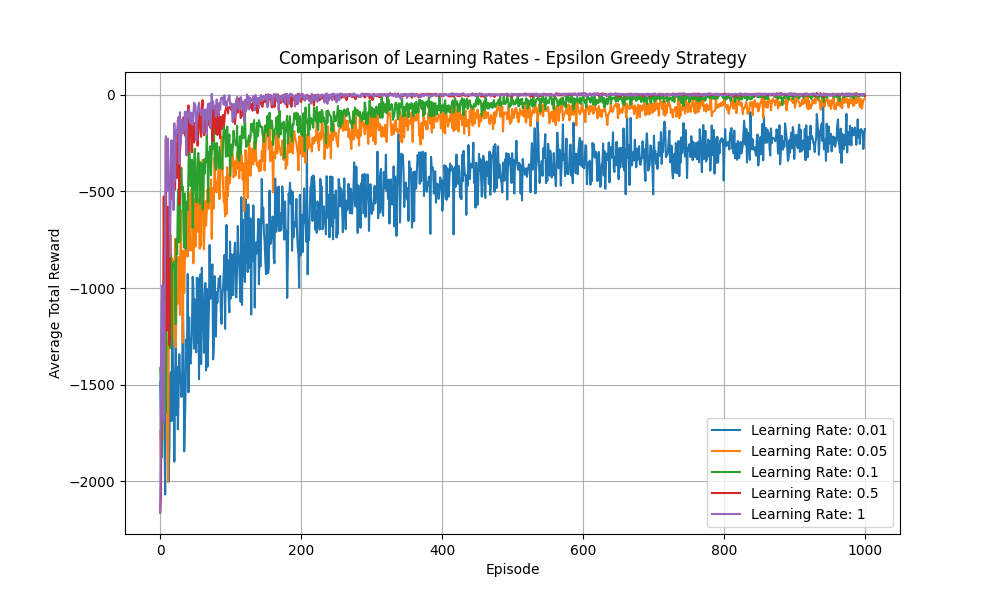 Comparison of Learning Rates - Epsilon Greedy Strategy
Average Total Reward
0
−500
−1000
−1500
−2000
Learning Rate: 0.01
Learning Rate: 0.05
Learning Rate: 0.1
Learning Rate: 0.5
Learning Rate: 1
0
200
400
600
800
1000
Episode